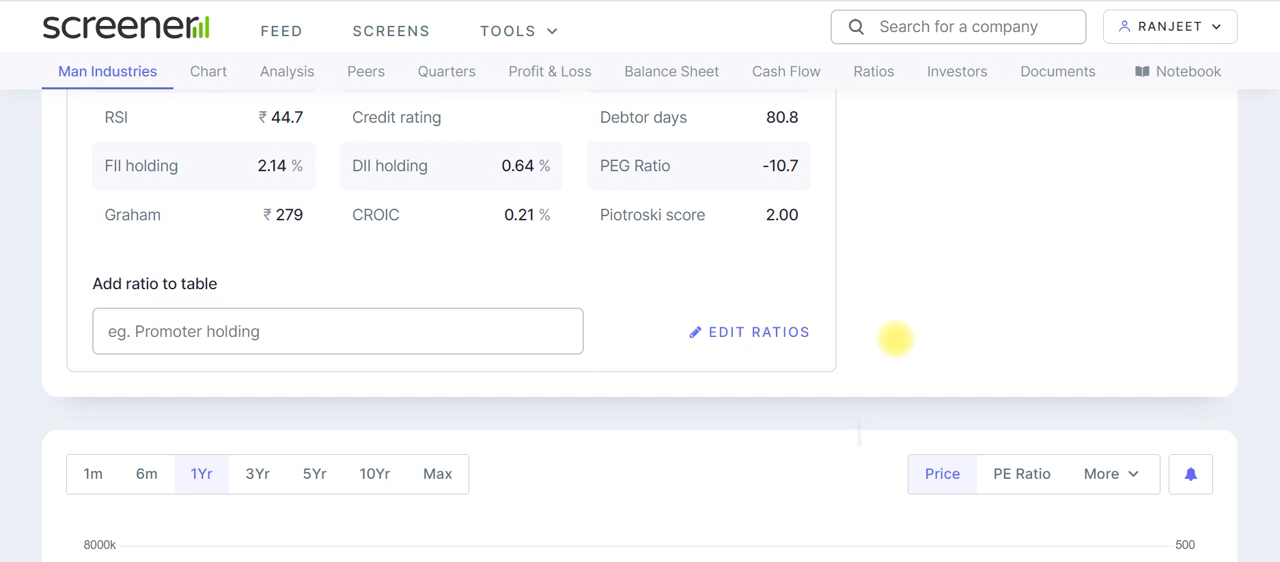 screener FEED SCREENS TOOLS Search for a company RANJEET
Man Industries Chart Analysis Peers Quarters Profit & Loss Balance Sheet Cash Flow Ratios Investors Documents Notebook
RSI ₹ 44.7 Credit rating Debtor days 80.8
FII holding 2.14 % DII holding 0.64 % PEG Ratio -10.7
Graham ₹ 279 CROIC 0.21 % Piotroski score 2.00
Add ratio to table
eg. Promoter holding EDIT RATIOS
1m 6m 1Yr 3Yr 5Yr 10Yr Max Price PE Ratio More
8000k 500